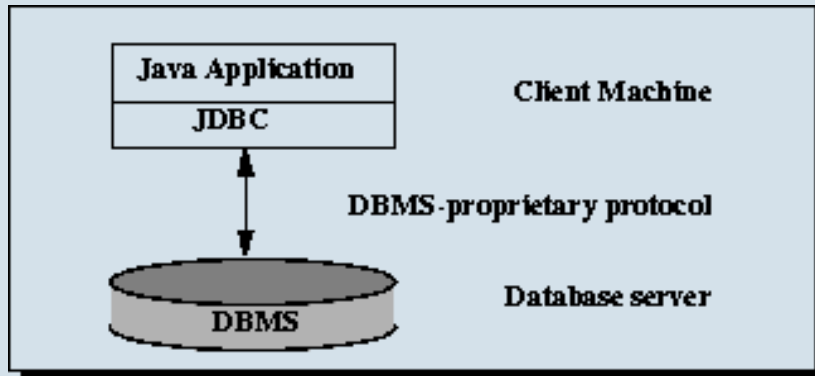 Java Application
Client Machine
JDBC
DBMS-proprietary protocol
Database server
DBMS